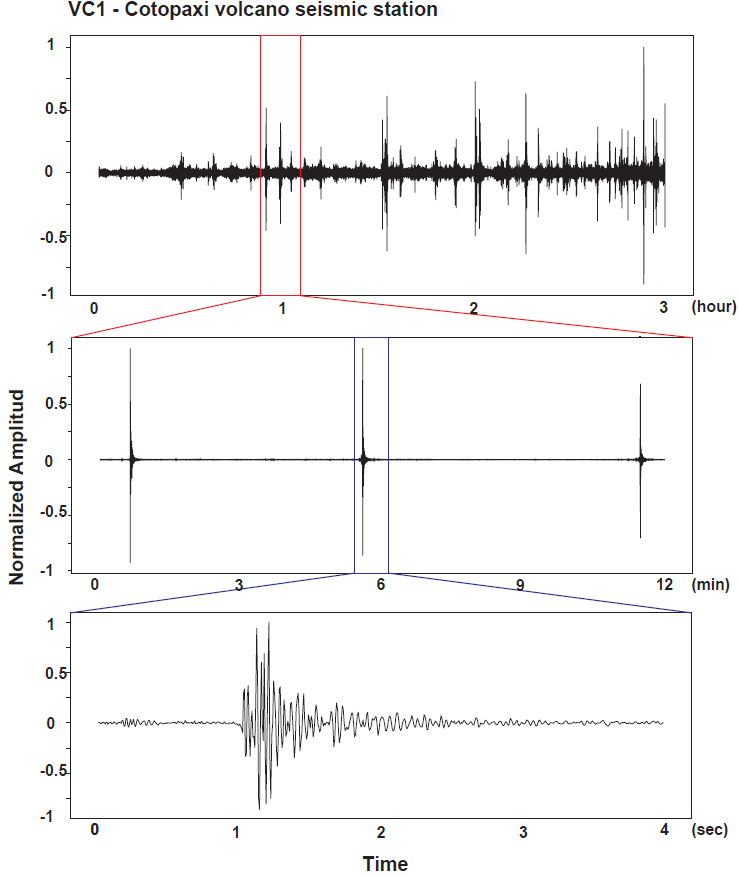 VC1 - Cotopaxi volcano seismic station
1
0.5
0
-0.5
-1
0 1 2 3 (hour)
1
0.5
0
-0.5
-1
0 3 6 9 12 (min)
Normalized Amplitud
1
0.5
0
-0.5
-1
0 1 2 3 4 (sec)
Time